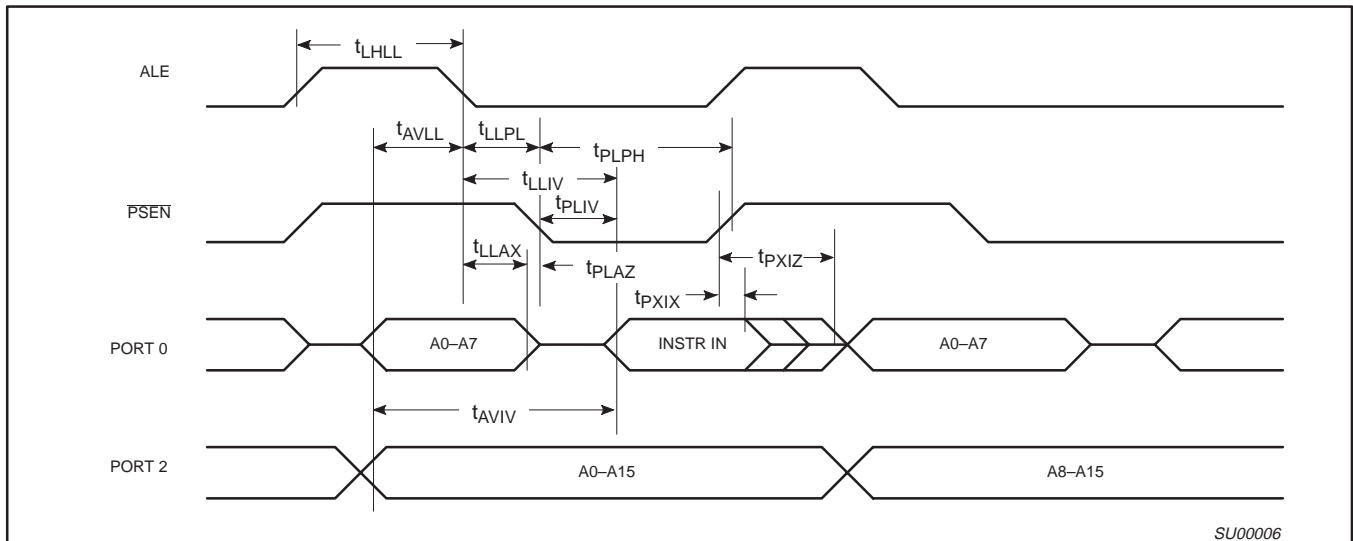 tLHLL
ALE
tAVLL tLLPL
tPLPH
tLLIV
PSEN
tPLIV
tLLAX
tPLAZ
tPXIZ
tPXIX
PORT 0
A0–A7
INSTR IN
A0–A7
tAVIV
PORT 2
A0–A15
A8–A15
SU00006